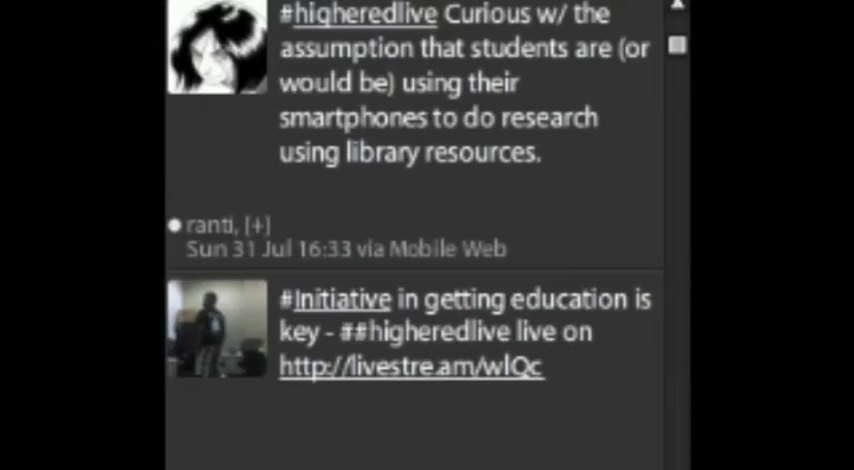 #higheredlive Curious w/ the
assumption that students are (or
would be) using their
smartphones to do research
using library resources.
ranti, [+]
Sun 31 Jul 16:33 via Mobile Web
#Initiative in getting education is
key - ##higheredlive live on
http://livestre.am/wlQc